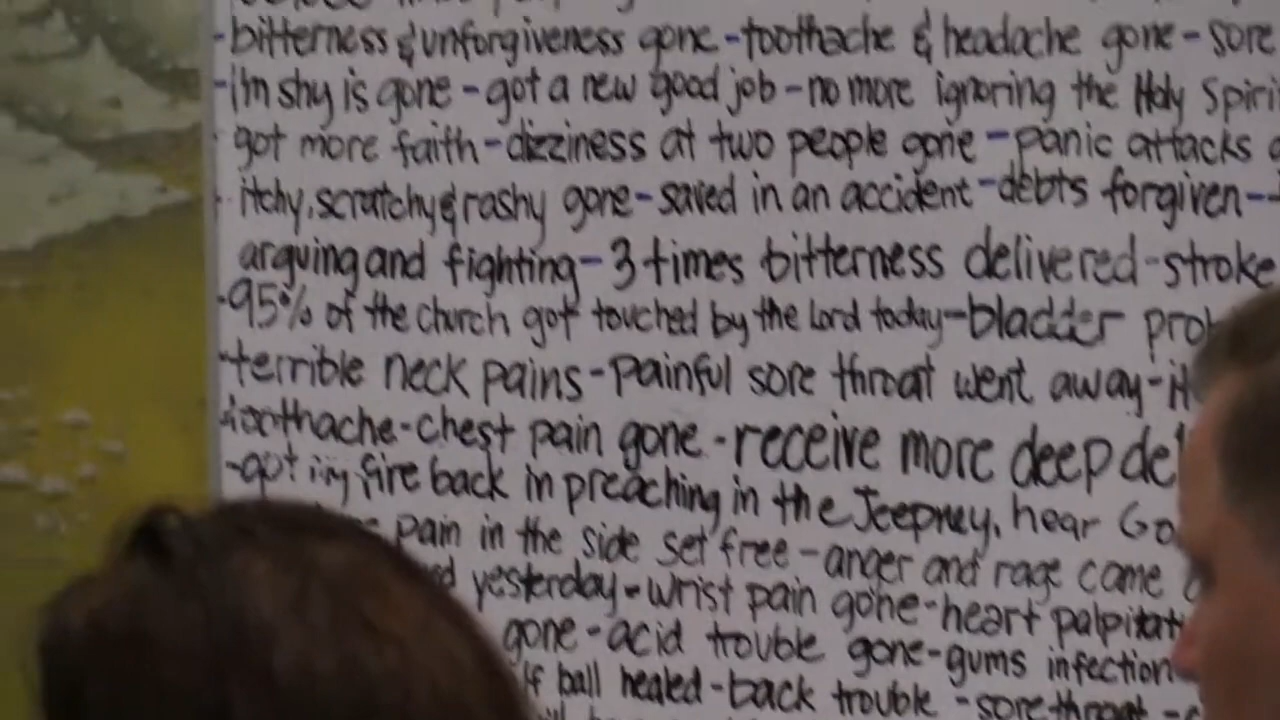 -bitterness & unforgiveness gone -toothache & headache gone - sore
-I'm shy is gone - got a new good job - no more ignoring the Holy Spiri
got more faith - dizziness at two people gone - panic attacks
itchy, scratchy & rashy gone - saved in an accident - debts forgiven -
arguing and fighting - 3 times bitterness delivered - stroke
-95% of the church got touched by the Lord today - bladder pro
-terrible neck pains - painful sore throat went away -
toothache - chest pain gone - receive more deep de
-got my fire back in preaching in the Jeepney, hear Go
pain in the side set free - anger and rage came
yesterday - wrist pain gone - heart palpitat
gone - acid trouble gone - gums infection
ball healed - back trouble - sore throat -